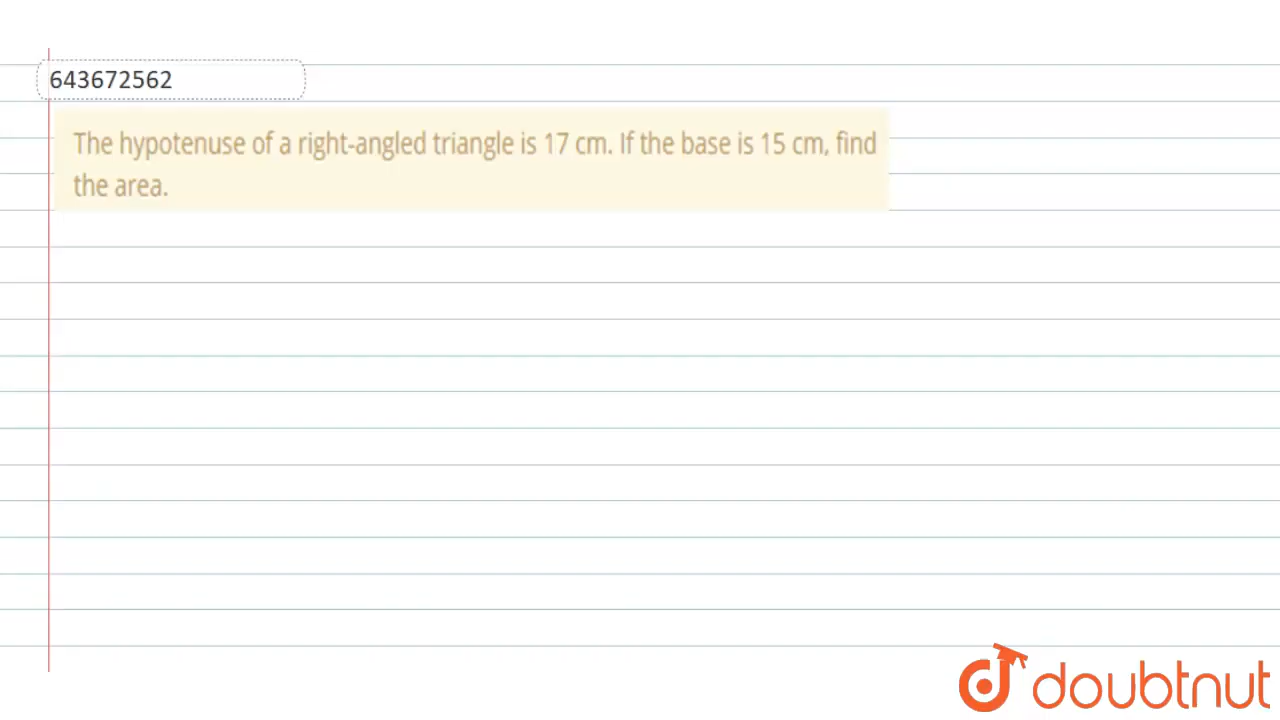 643672562
The hypotenuse of a right-angled triangle is 17 cm. If the base is 15 cm, find
the area.
doubtnut